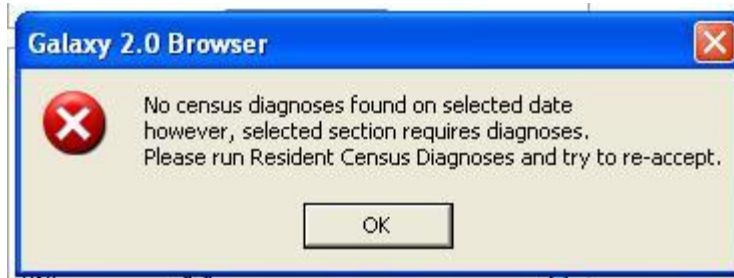 Galaxy 2.0 Browser
No census diagnoses found on selected date
however, selected section requires diagnoses.
Please run Resident Census Diagnoses and try to re-accept.
OK